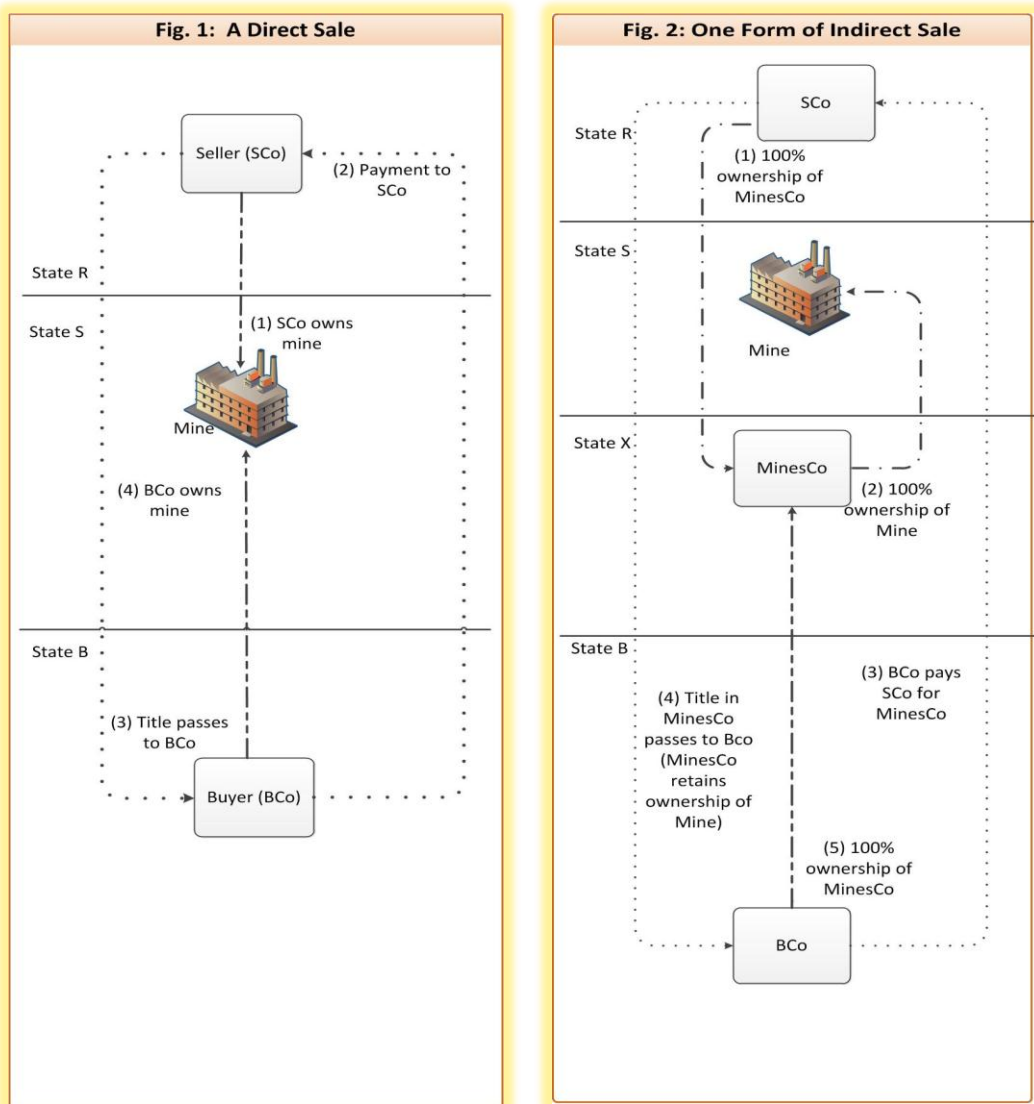 Fig. 1: A Direct Sale
Seller (SCo)
(2) Payment to
SCo
State R
State S
(1) SCo owns
mine
Mine
(4) BCo owns
mine
State B
(3) Title passes
to BCo
Buyer (BCo)
Fig. 2: One Form of Indirect Sale
SCo
State R
(1) 100%
ownership of
MinesCo
State S
Mine
State X
MinesCo
(2) 100%
ownership of
Mine
State B
(3) BCo pays
SCo for
MinesCo
(4) Title in
MinesCo
passes to Bco
(MinesCo
retains
ownership of
Mine)
(5) 100%
ownership of
MinesCo
BCo